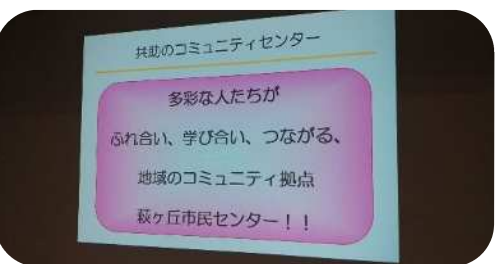 共助のコミュニティセンター
多彩な人たちが
ふれ合い、学び合い、つながる、
地域のコミュニティ拠点
萩ヶ丘市民センター！！